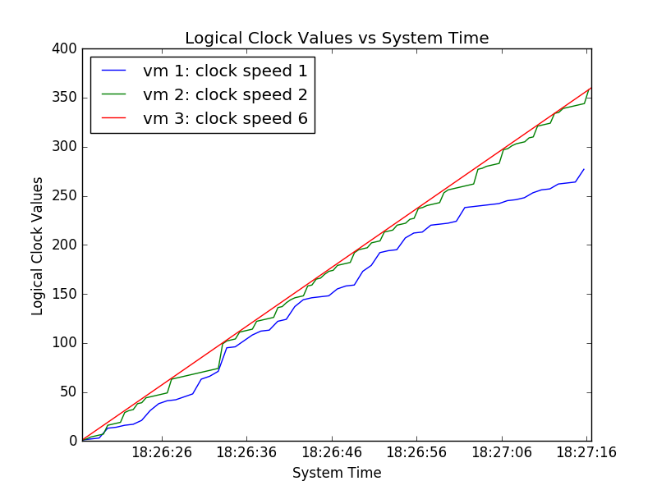 Logical Clock Values vs System Time
400
350
300
250
200
150
100
50
0
Logical Clock Values
vm 1: clock speed 1
vm 2: clock speed 2
vm 3: clock speed 6
18:26:26 18:26:36 18:26:46 18:26:56 18:27:06 18:27:16
System Time